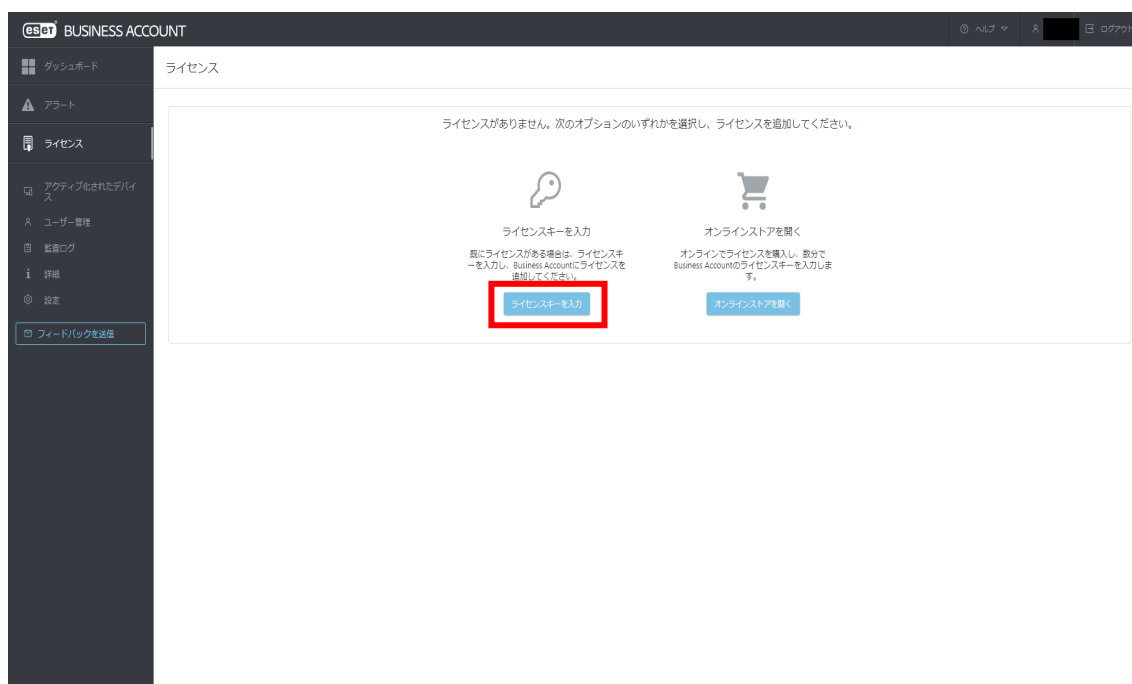 eset BUSINESS ACCOUNT
ヘルプ
ログアウト
ダッシュボード
アラート
ライセンス
アクティブ化されたデバイ
ス
ユーザー管理
監査ログ
詳細
設定
フィードバックを送信
ライセンス
ライセンスがありません。次のオプションのいずれかを選択し、ライセンスを追加してください。
ライセンスキーを入力
既にライセンスがある場合は、ライセンスキ
ーを入力し、Business Accountにライセンスを
追加してください。
ライセンスキーを入力
オンラインストアを開く
オンラインでライセンスを購入し、数分で
Business Accountのライセンスキーを入力しま
す。
オンラインストアを開く